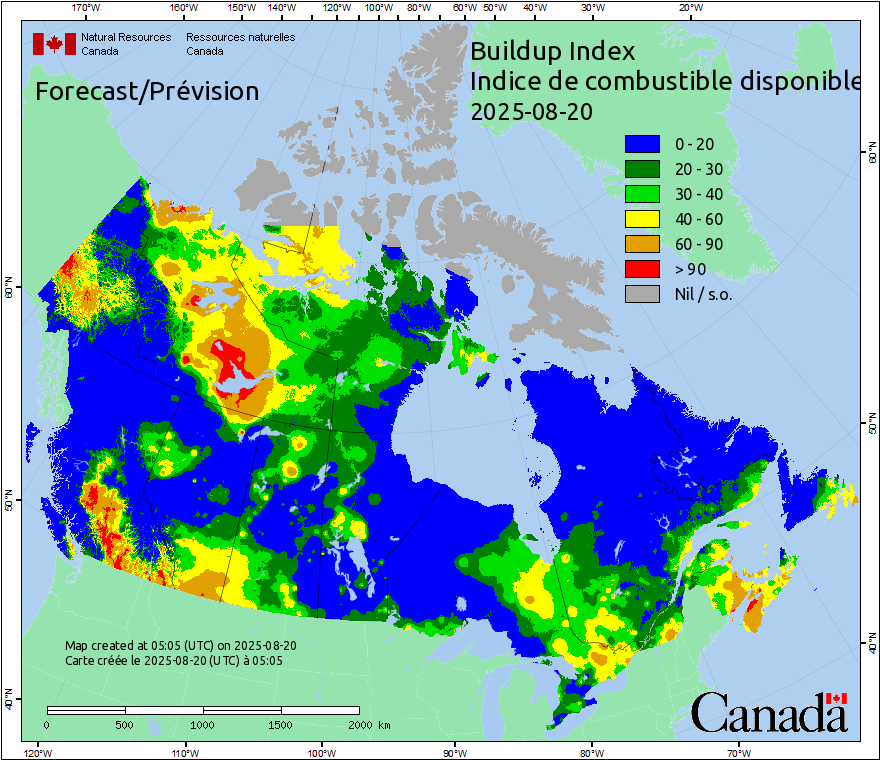 170°W 160°W 150°W 140°W 130°W 120°W 110°W 100°W 90°W 80°W 70°W 60°W 50°W 40°W 30°W 20°W
Natural Resources Ressources naturelles
Canada Canada
Forecast/Prévision
Buildup Index
Indice de combustible disponible
2025-08-20
0 - 20
20 - 30
30 - 40
40 - 60
60 - 90
> 90
Nil / s.o.
60°N
60°N
50°N
50°N
40°N
40°N
Map created at 05:05 (UTC) on 2025-08-20
Carte créée le 2025-08-20 (UTC) à 05:05
0 500 1000 1500 2000 km
Canada
120°W 110°W 100°W 90°W 80°W 70°W